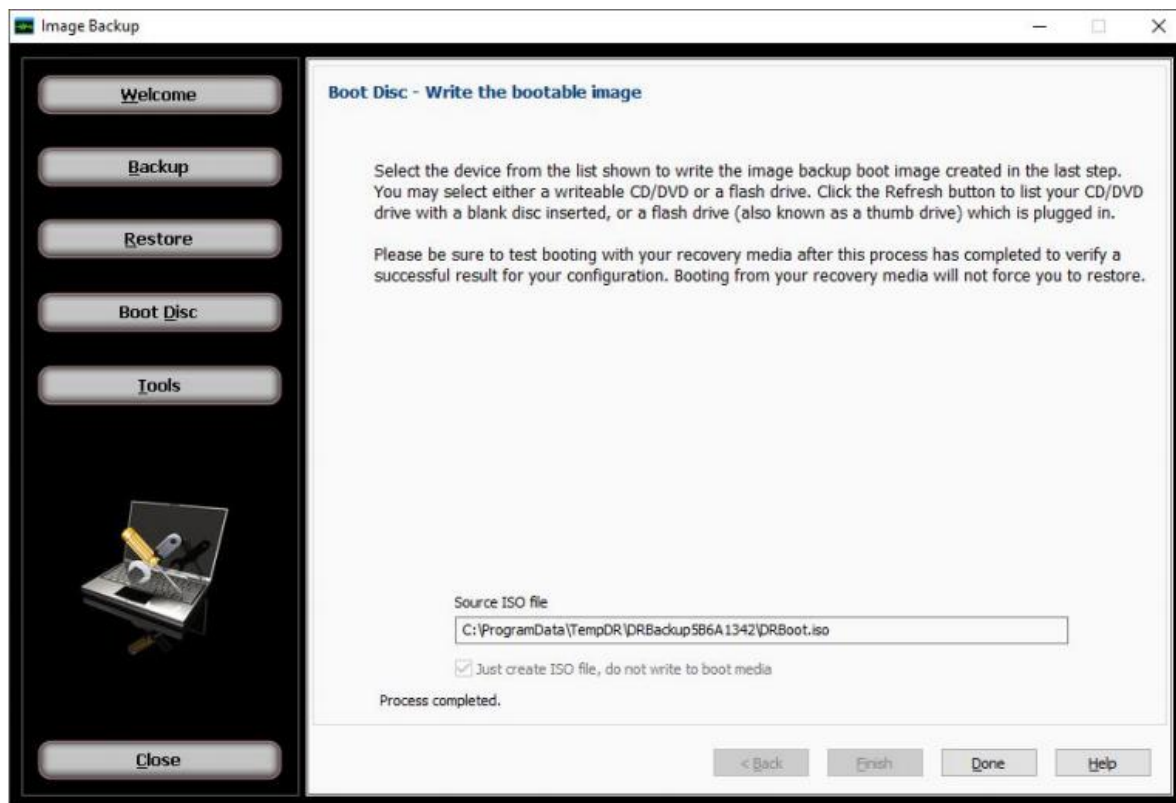 Image Backup
Welcome
Backup
Restore
Boot Disc
Tools
Close
Boot Disc - Write the bootable image
Select the device from the list shown to write the image backup boot image created in the last step.
You may select either a writeable CD/DVD or a flash drive. Click the Refresh button to list your CD/DVD
drive with a blank disc inserted, or a flash drive (also known as a thumb drive) which is plugged in.
Please be sure to test booting with your recovery media after this process has completed to verify a
successful result for your configuration. Booting from your recovery media will not force you to restore.
Source ISO file
C:\ProgramData\TempDR\DRBackup5B6A1342\DRBoot.iso
Just create ISO file, do not write to boot media
Process completed.
< Back
Finish
Done
Help